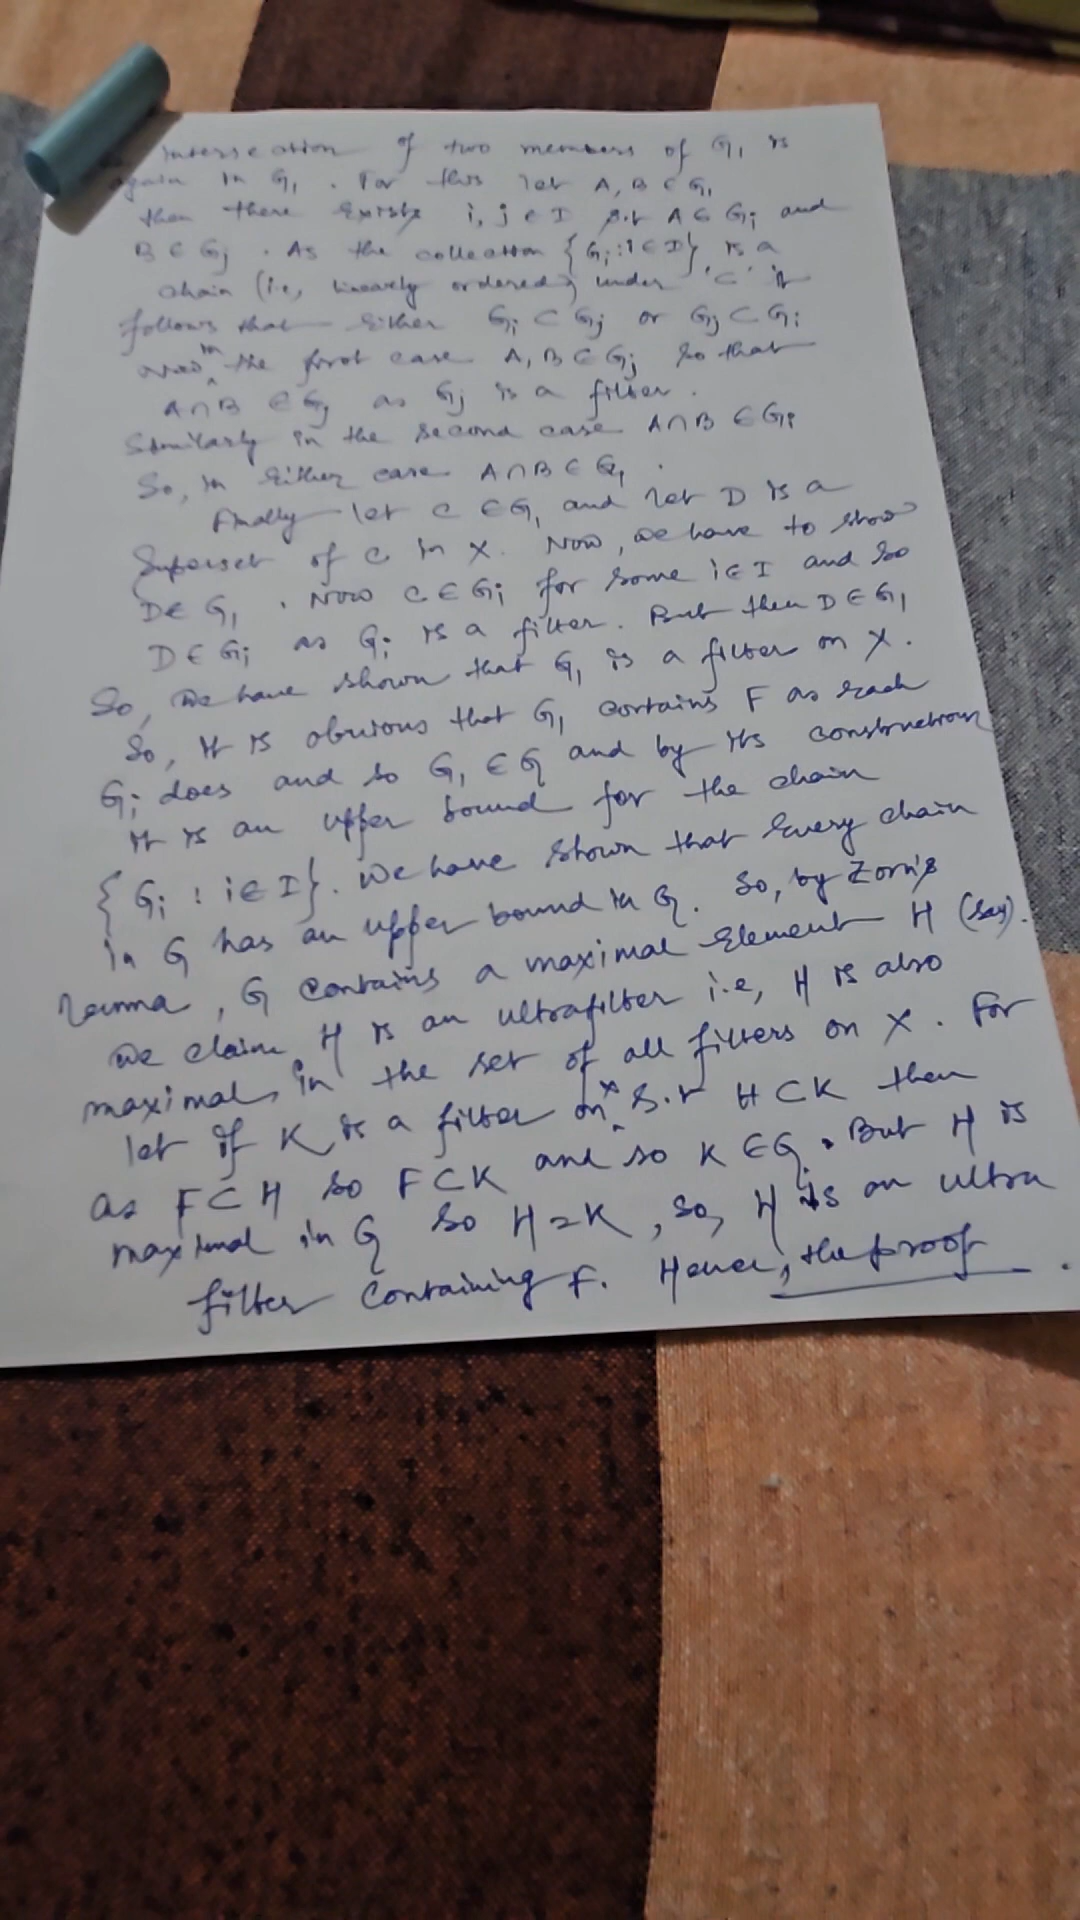 intersection of two members of G₁ is
again in G₁. For this let A, B ∈ G₁
then there exists i, j ∈ I s.t A ∈ Gi and
B ∈ Gj. As the collection {Gi : i ∈ I} is a
chain (i.e, linearly ordered) under '⊂' it
follows that either Gi ⊂ Gj or Gj ⊂ Gi
Now in the first case A, B ∈ Gj so that
A∩B ∈ Gj as Gj is a filter.
Similarly in the second case A∩B ∈ Gi
So, in either case A∩B ∈ G₁.
Finally let C ∈ G₁ and let D is a
Superset of C in X. Now, we have to show
D ∈ G₁. Now C ∈ Gi for some i ∈ I and so
D ∈ Gi as Gi is a filter. But then D ∈ G₁
So, we have shown that G₁ is a filter on X.
So, it is obvious that G₁ contains F as each
Gi does and so G₁ ∈ G and by its construction
it is an upper bound for the chain
{Gi : i ∈ I}. We have shown that every chain
in G has an upper bound in G. So, by Zorn's
lemma, G contains a maximal element H (say).
We claim H is an ultrafilter i.e, H is also
maximal in the set of all filters on X. For
let if K is a filter on X s.t H ⊂ K then
as F ⊂ H so F ⊂ K and so K ∈ G. But H is
maximal in G so H = K, So, H is an ultra
filter containing F. Hence, the proof.